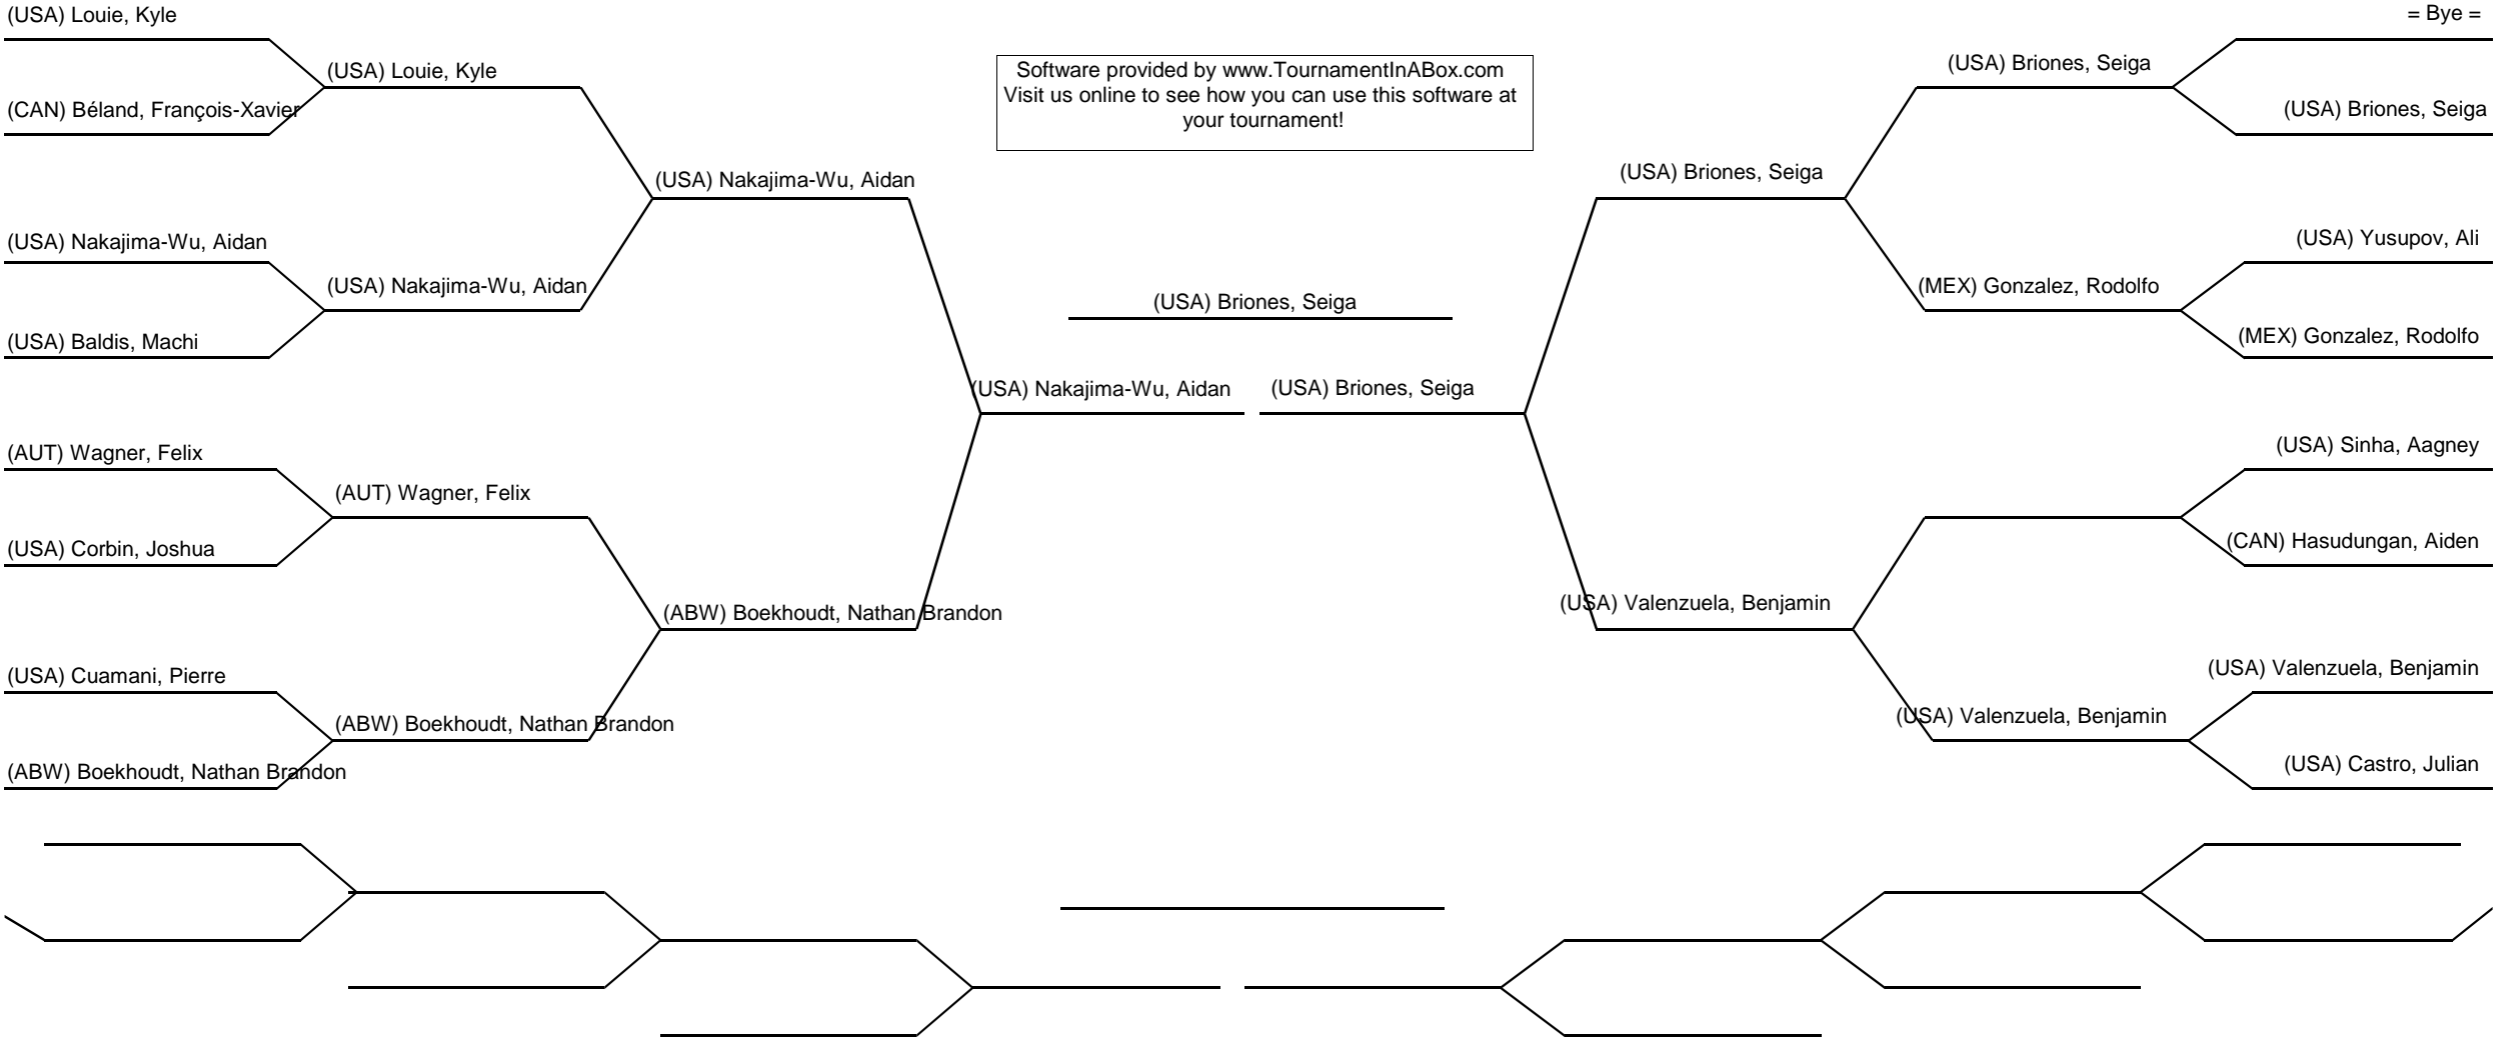 (USA) Louie, Kyle
= Bye =
(USA) Louie, Kyle
Software provided by www.TournamentInABox.com
Visit us online to see how you can use this software at
your tournament!
(USA) Briones, Seiga
(CAN) Béland, François-Xavier
(USA) Briones, Seiga
(USA) Nakajima-Wu, Aidan
(USA) Briones, Seiga
(USA) Nakajima-Wu, Aidan
(USA) Yusupov, Ali
(USA) Nakajima-Wu, Aidan
(USA) Briones, Seiga
(MEX) Gonzalez, Rodolfo
(USA) Baldis, Machi
(MEX) Gonzalez, Rodolfo
(USA) Nakajima-Wu, Aidan
(USA) Briones, Seiga
(AUT) Wagner, Felix
(USA) Sinha, Aagney
(AUT) Wagner, Felix
(USA) Corbin, Joshua
(CAN) Hasudungan, Aiden
(ABW) Boekhoudt, Nathan Brandon
(USA) Valenzuela, Benjamin
(USA) Cuamani, Pierre
(USA) Valenzuela, Benjamin
(ABW) Boekhoudt, Nathan Brandon
(USA) Valenzuela, Benjamin
(ABW) Boekhoudt, Nathan Brandon
(USA) Castro, Julian